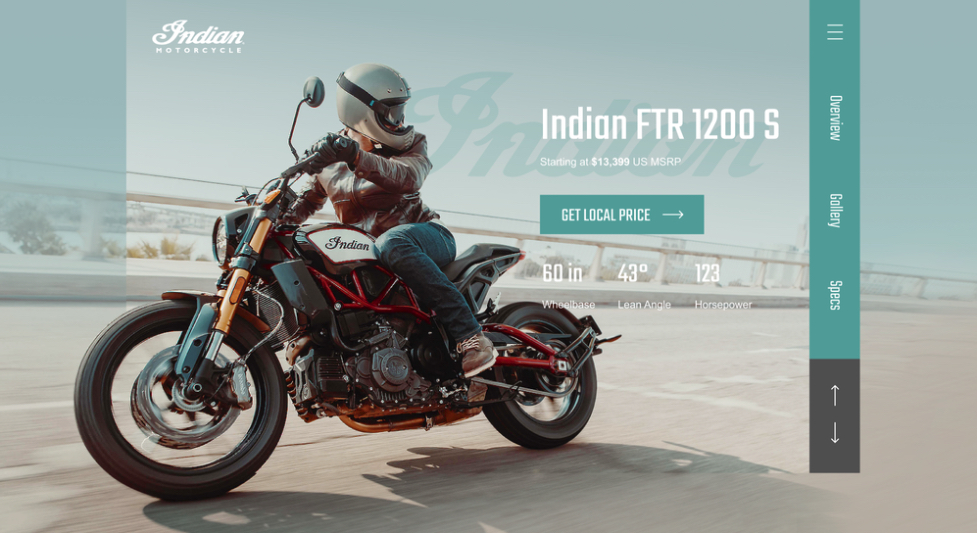 Indian
MOTORCYCLE
Indian
Indian FTR 1200 S
Starting at $13,399 US MSRP
GET LOCAL PRICE
60 in
43°
123
Wheelbase
Lean Angle
Horsepower
Indian
Overview
Gallery
Specs